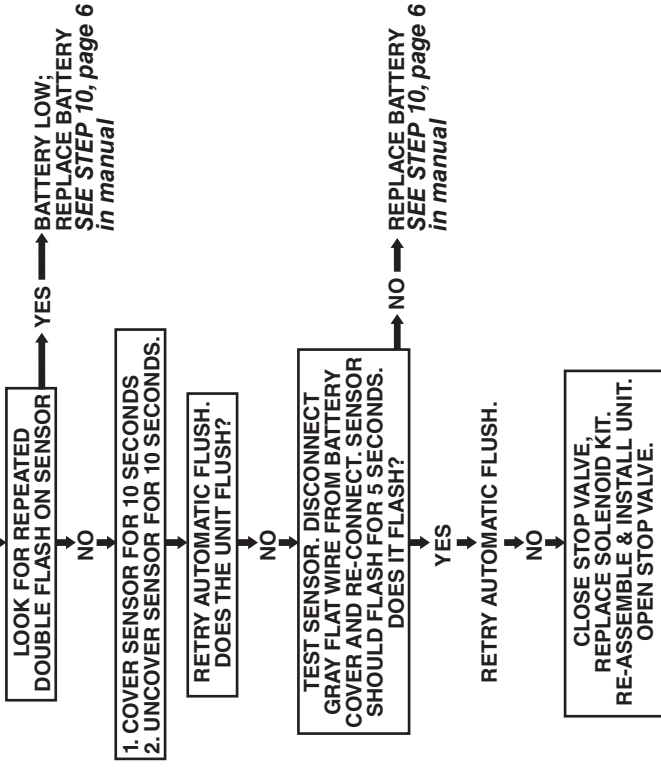 LOOK FOR REPEATED
DOUBLE FLASH ON SENSOR
YES
BATTERY LOW;
REPLACE BATTERY
SEE STEP 10, page 6
in manual
NO
1. COVER SENSOR FOR 10 SECONDS
2. UNCOVER SENSOR FOR 10 SECONDS.
RETRY AUTOMATIC FLUSH.
DOES THE UNIT FLUSH?
NO
TEST SENSOR. DISCONNECT
GRAY FLAT WIRE FROM BATTERY
COVER AND RE-CONNECT. SENSOR
SHOULD FLASH FOR 5 SECONDS.
DOES IT FLASH?
NO
REPLACE BATTERY
SEE STEP 10, page 6
in manual
YES
RETRY AUTOMATIC FLUSH.
NO
CLOSE STOP VALVE,
REPLACE SOLENOID KIT.
RE-ASSEMBLE & INSTALL UNIT.
OPEN STOP VALVE.